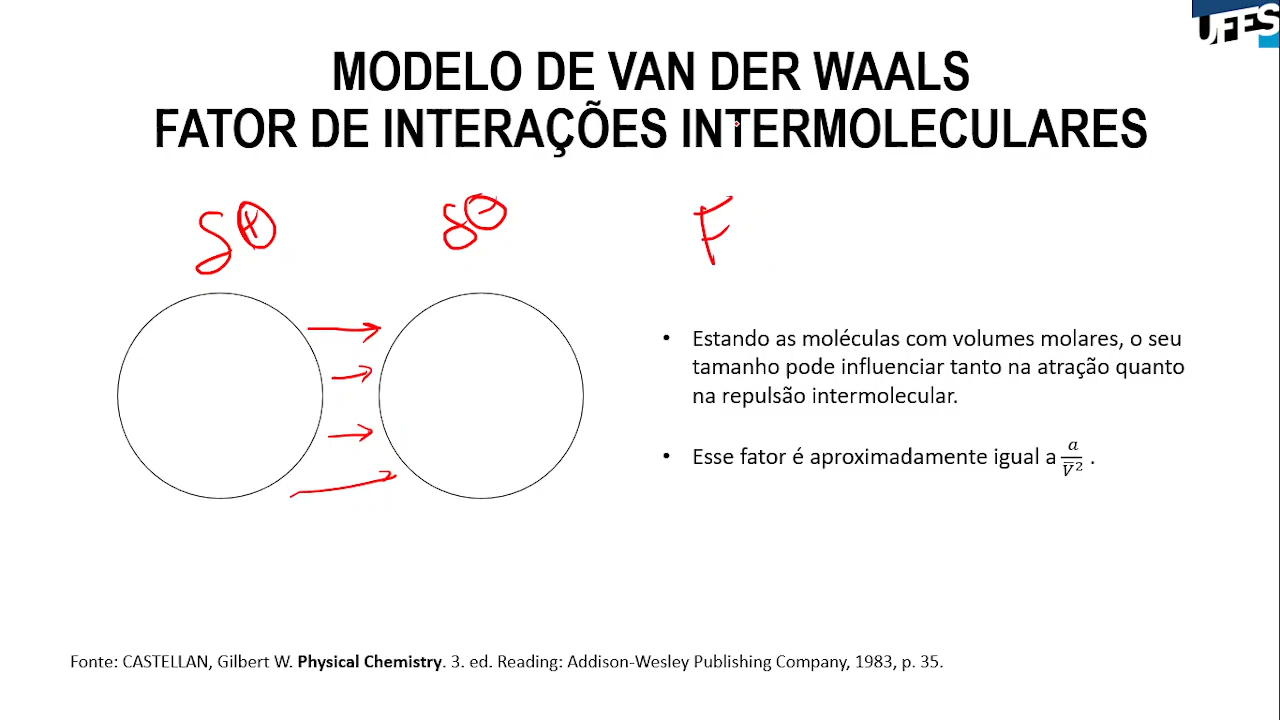 UFES
MODELO DE VAN DER WAALS
FATOR DE INTERAÇÕES INTERMOLECULARES
δ+ δ- F
• Estando as moléculas com volumes molares, o seu
tamanho pode influenciar tanto na atração quanto
na repulsão intermolecular.
• Esse fator é aproximadamente igual a a/V̅² .
Fonte: CASTELLAN, Gilbert W. Physical Chemistry. 3. ed. Reading: Addison-Wesley Publishing Company, 1983, p. 35.